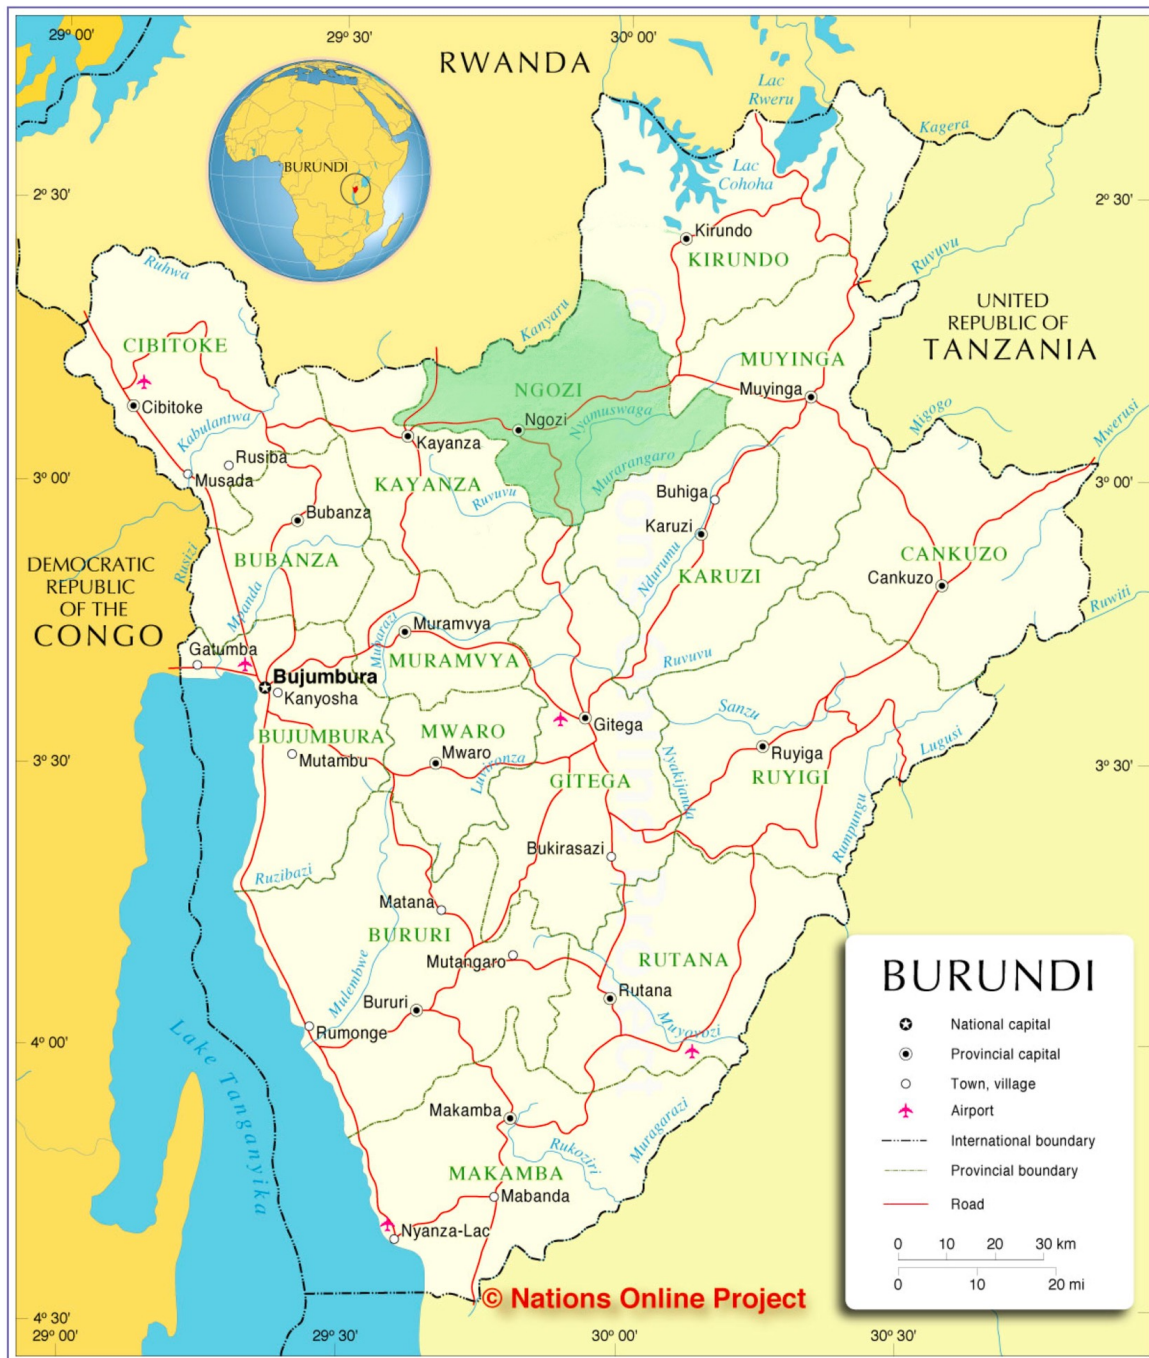 29° 00'
29° 30'
30° 00'
RWANDA
Lac
Rweru
Kagera
BURUNDI
Lac
Cohoha
2° 30'
2° 30'
Kirundo
KIRUNDO
Ruvuvu
Ruhwa
Kanyaru
UNITED
REPUBLIC OF
TANZANIA
CIBITOKE
MUYINGA
Muyinga
NGOZI
Ngozi
Nyamuswaga
Cibitoke
Kabulantwa
Kayanza
Migogo
Mwerusi
Rusiba
Musada
KAYANZA
Ruvuvu
Murarangaro
Buhiga
3° 00'
3° 00'
Bubanza
Karuzi
BUBANZA
Rusizi
Mpanda
Ndurumu
KARUZI
CANKUZO
Cankuzo
Ruwiti
DEMOCRATIC
REPUBLIC
OF THE
CONGO
Gatumba
Mubarazi
Muramvya
MURAMVYA
Ruvuvu
Bujumbura
Kanyosha
BUJUMBURA
Mutambu
MWARO
Mwaro
Luvironza
Gitega
GITEGA
Sanzu
Nyakijanda
Ruyiga
RUYIGI
Lugusi
3° 30'
3° 30'
Rumpungu
Bukirasazi
Ruzibazi
Matana
BURURI
Mutangaro
RUTANA
Rutana
Mulembwe
Bururi
Rumonge
Muyovozi
4° 00'
Lake Tanganyika
Makamba
Rukoziri
Muragarazi
MAKAMBA
Mabanda
Nyanza-Lac
BURUNDI
National capital
Provincial capital
Town, village
Airport
International boundary
Provincial boundary
Road
0 10 20 30 km
0 10 20 mi
© Nations Online Project
4° 30'
29° 00'
29° 30'
30° 00'
30° 30'